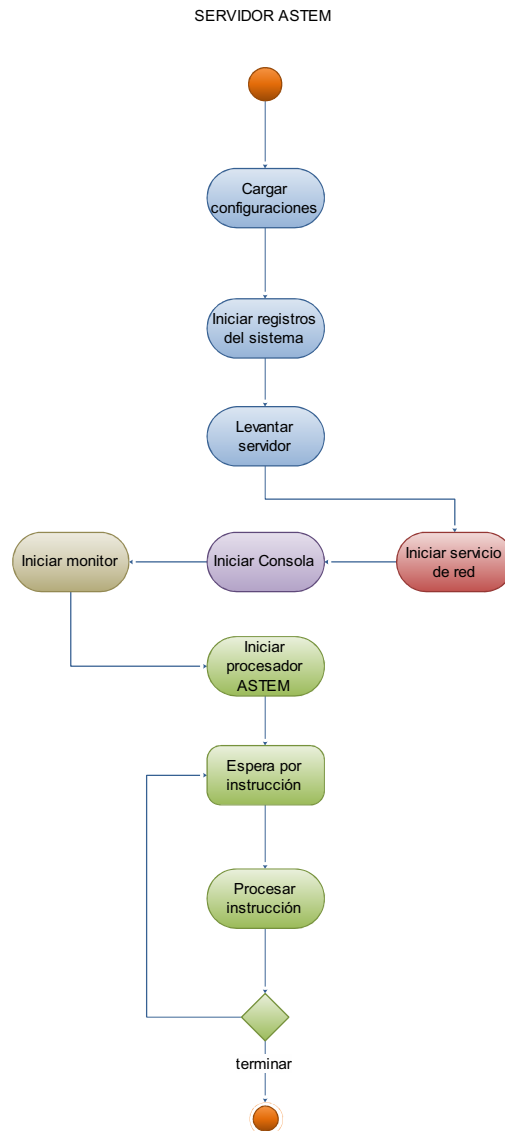 SERVIDOR ASTEM
Cargar
configuraciones
Iniciar registros
del sistema
Levantar
servidor
Iniciar monitor
Iniciar Consola
Iniciar servicio
de red
Iniciar
procesador
ASTEM
Espera por
instrucción
Procesar
instrucción
terminar